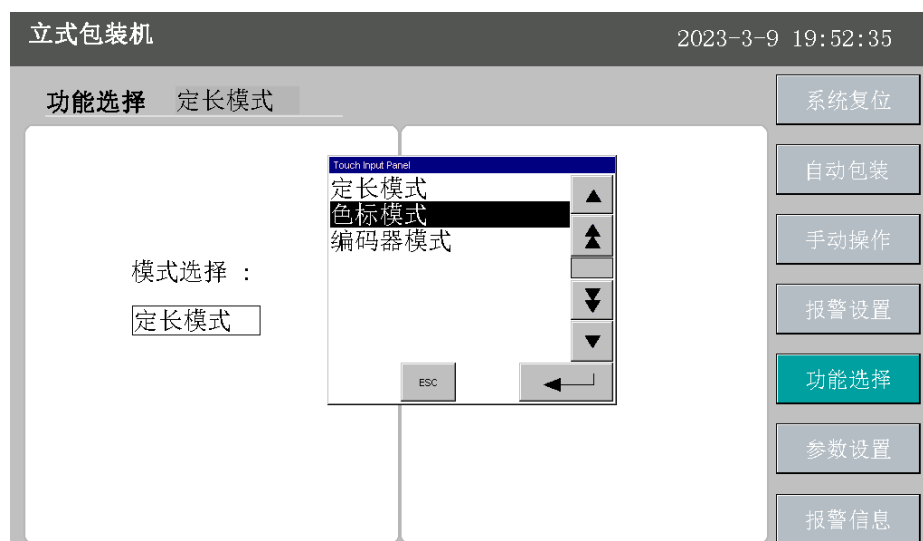 立式包装机
2023-3-9 19:52:35
功能选择 定长模式
系统复位
自动包装
手动操作
报警设置
功能选择
参数设置
报警信息
模式选择 :
定长模式
Touch Input Panel
定长模式
色标模式
编码器模式
ESC